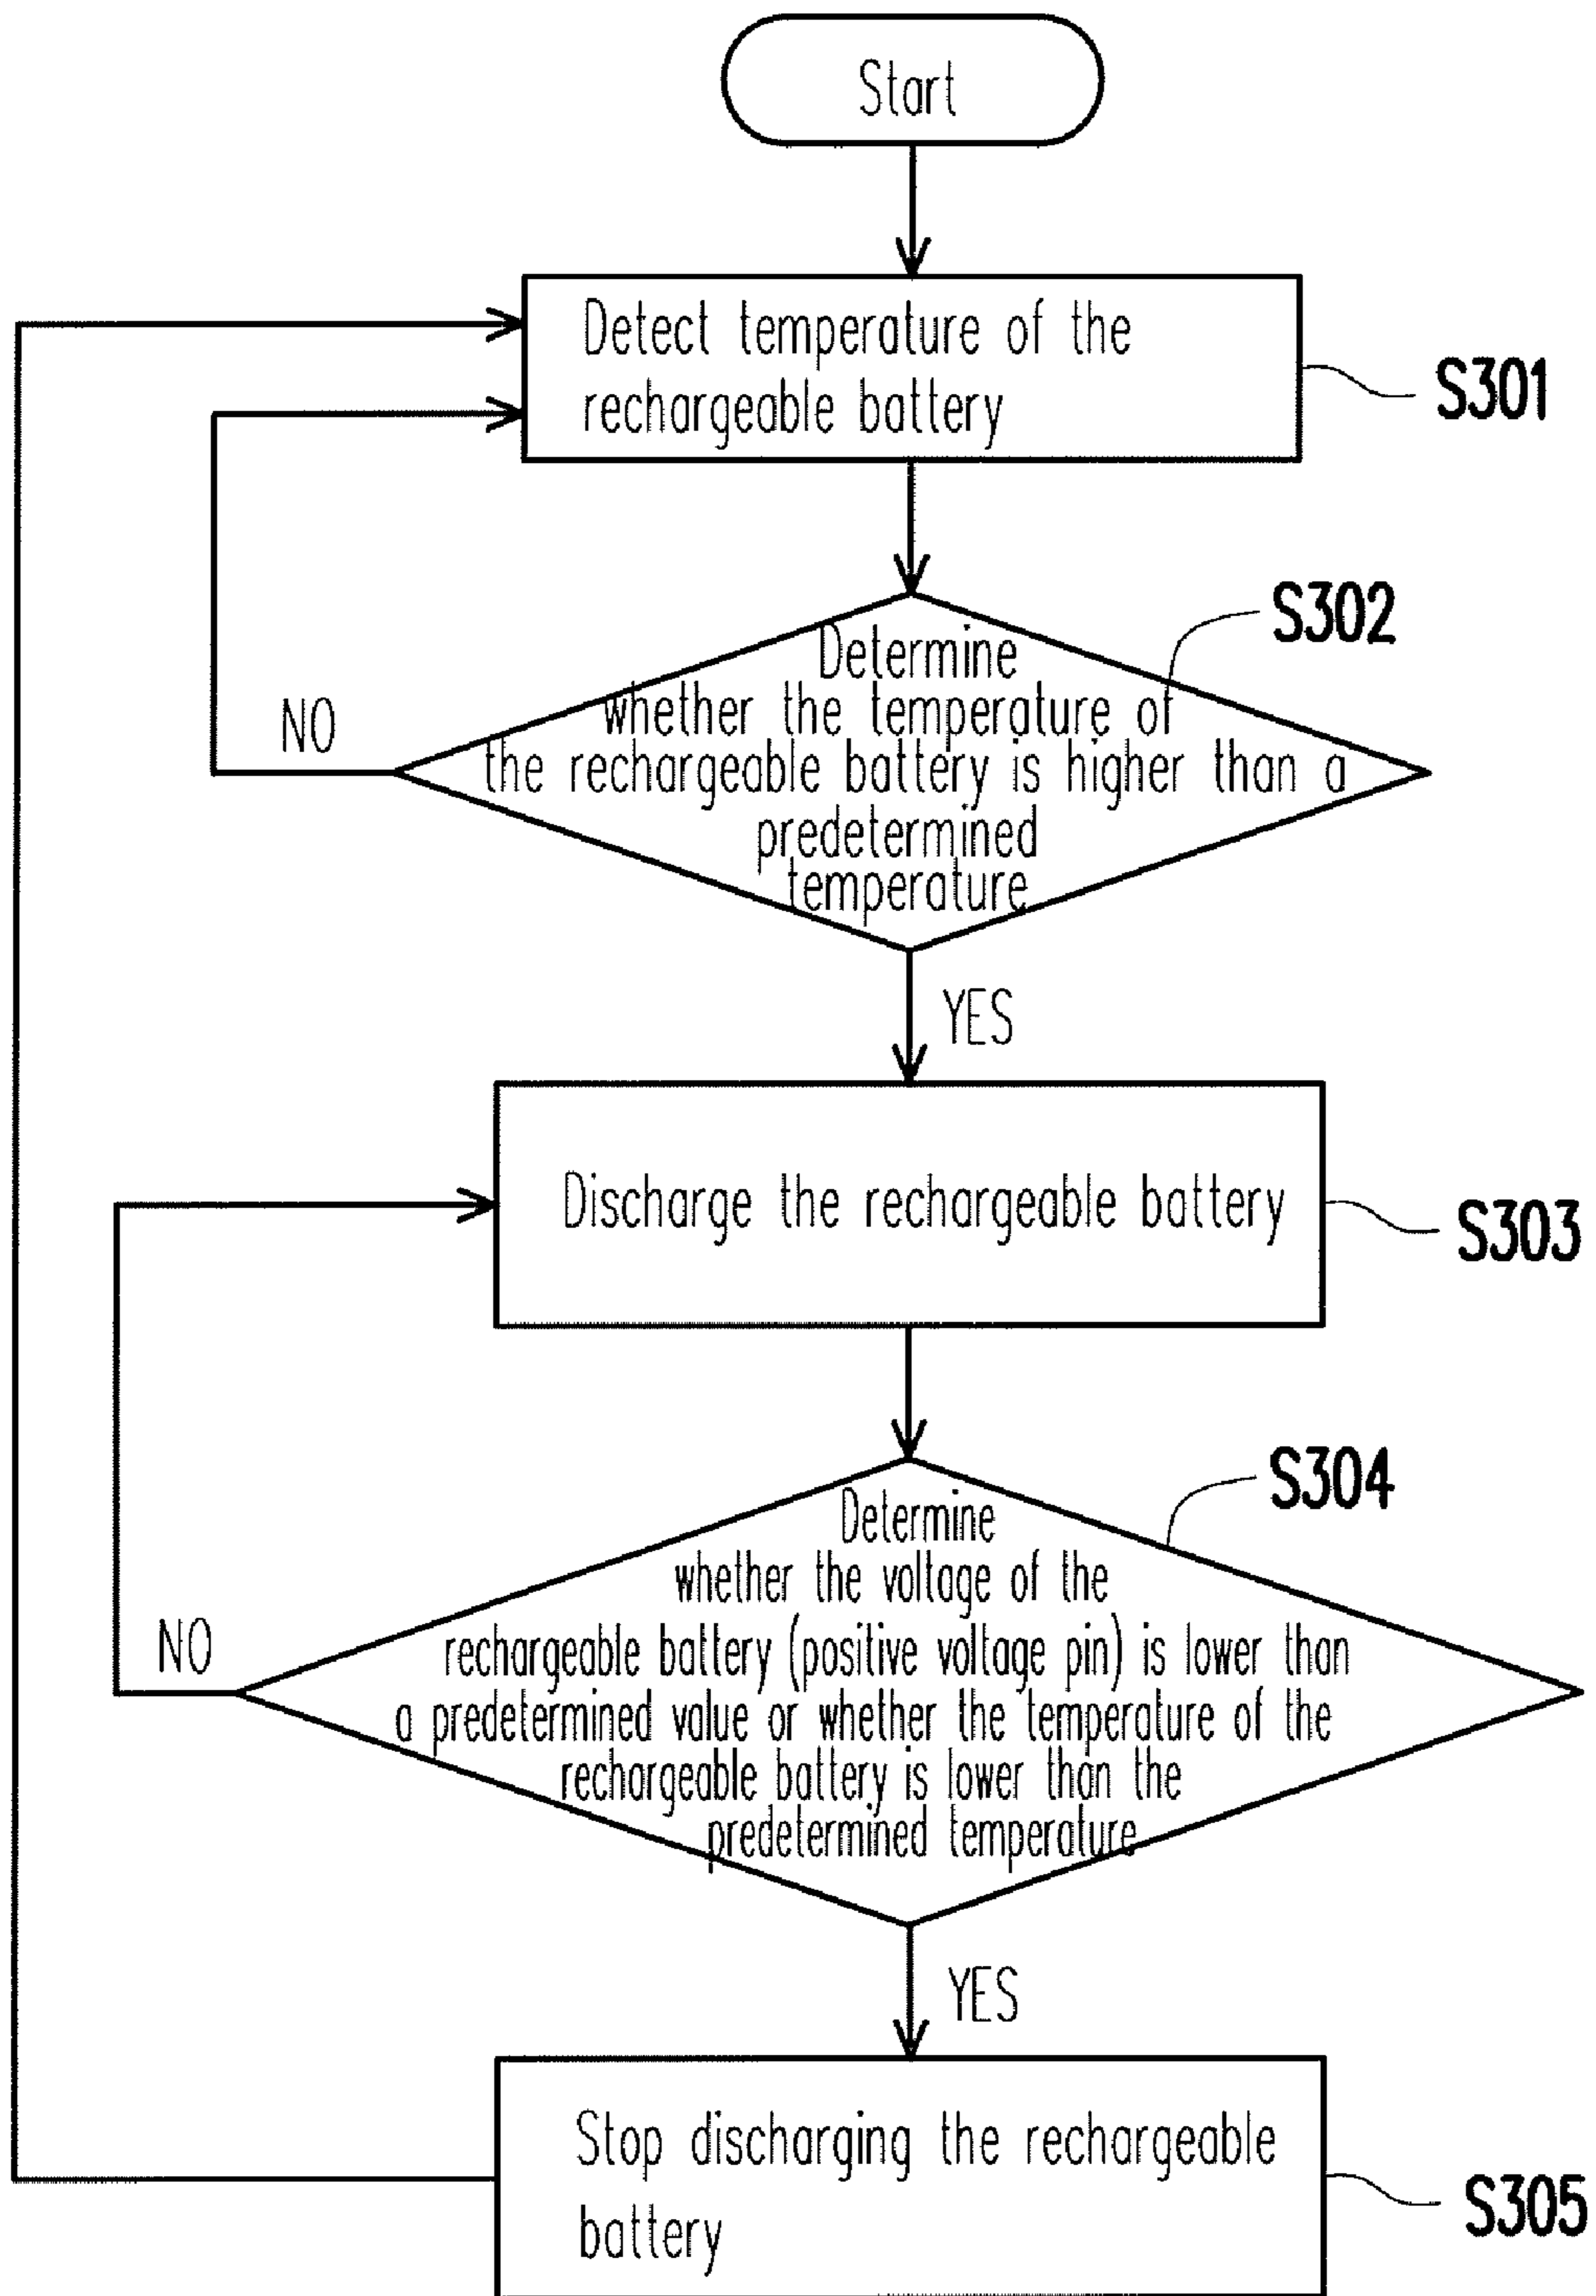 Start
Detect temperature of the
rechargeable battery
S301
S302
Determine
whether the temperature of
the rechargeable battery is higher than a
predetermined
temperature
NO
YES
Discharge the rechargeable battery
S303
S304
Determine
whether the voltage of the
rechargeable battery (positive voltage pin) is lower than
a predetermined value or whether the temperature of the
rechargeable battery is lower than the
predetermined temperature
NO
YES
Stop discharging the rechargeable
battery
S305